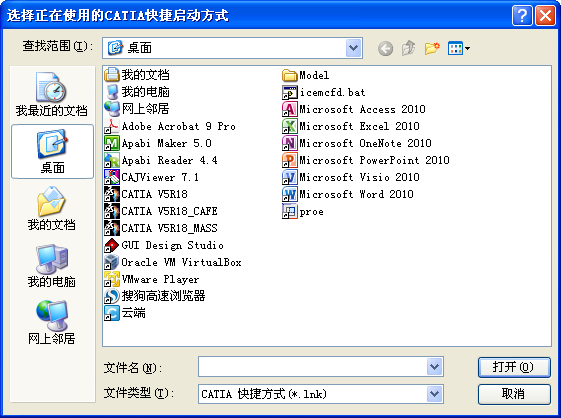 选择正在使用的CATIA快捷启动方式
查找范围(I):
桌面
我最近的文档
桌面
我的文档
我的电脑
网上邻居
我的文档
我的电脑
网上邻居
Adobe Acrobat 9 Pro
Apabi Maker 5.0
Apabi Reader 4.4
CAJViewer 7.1
CATIA V5R18
CATIA V5R18_CAFE
CATIA V5R18_MASS
GUI Design Studio
Oracle VM VirtualBox
VMware Player
搜狗高速浏览器
云端
Model
icemcfd.bat
Microsoft Access 2010
Microsoft Excel 2010
Microsoft OneNote 2010
Microsoft PowerPoint 2010
Microsoft Visio 2010
Microsoft Word 2010
proe
文件名(N):
打开(O)
文件类型(T):
CATIA 快捷方式(*.lnk)
取消